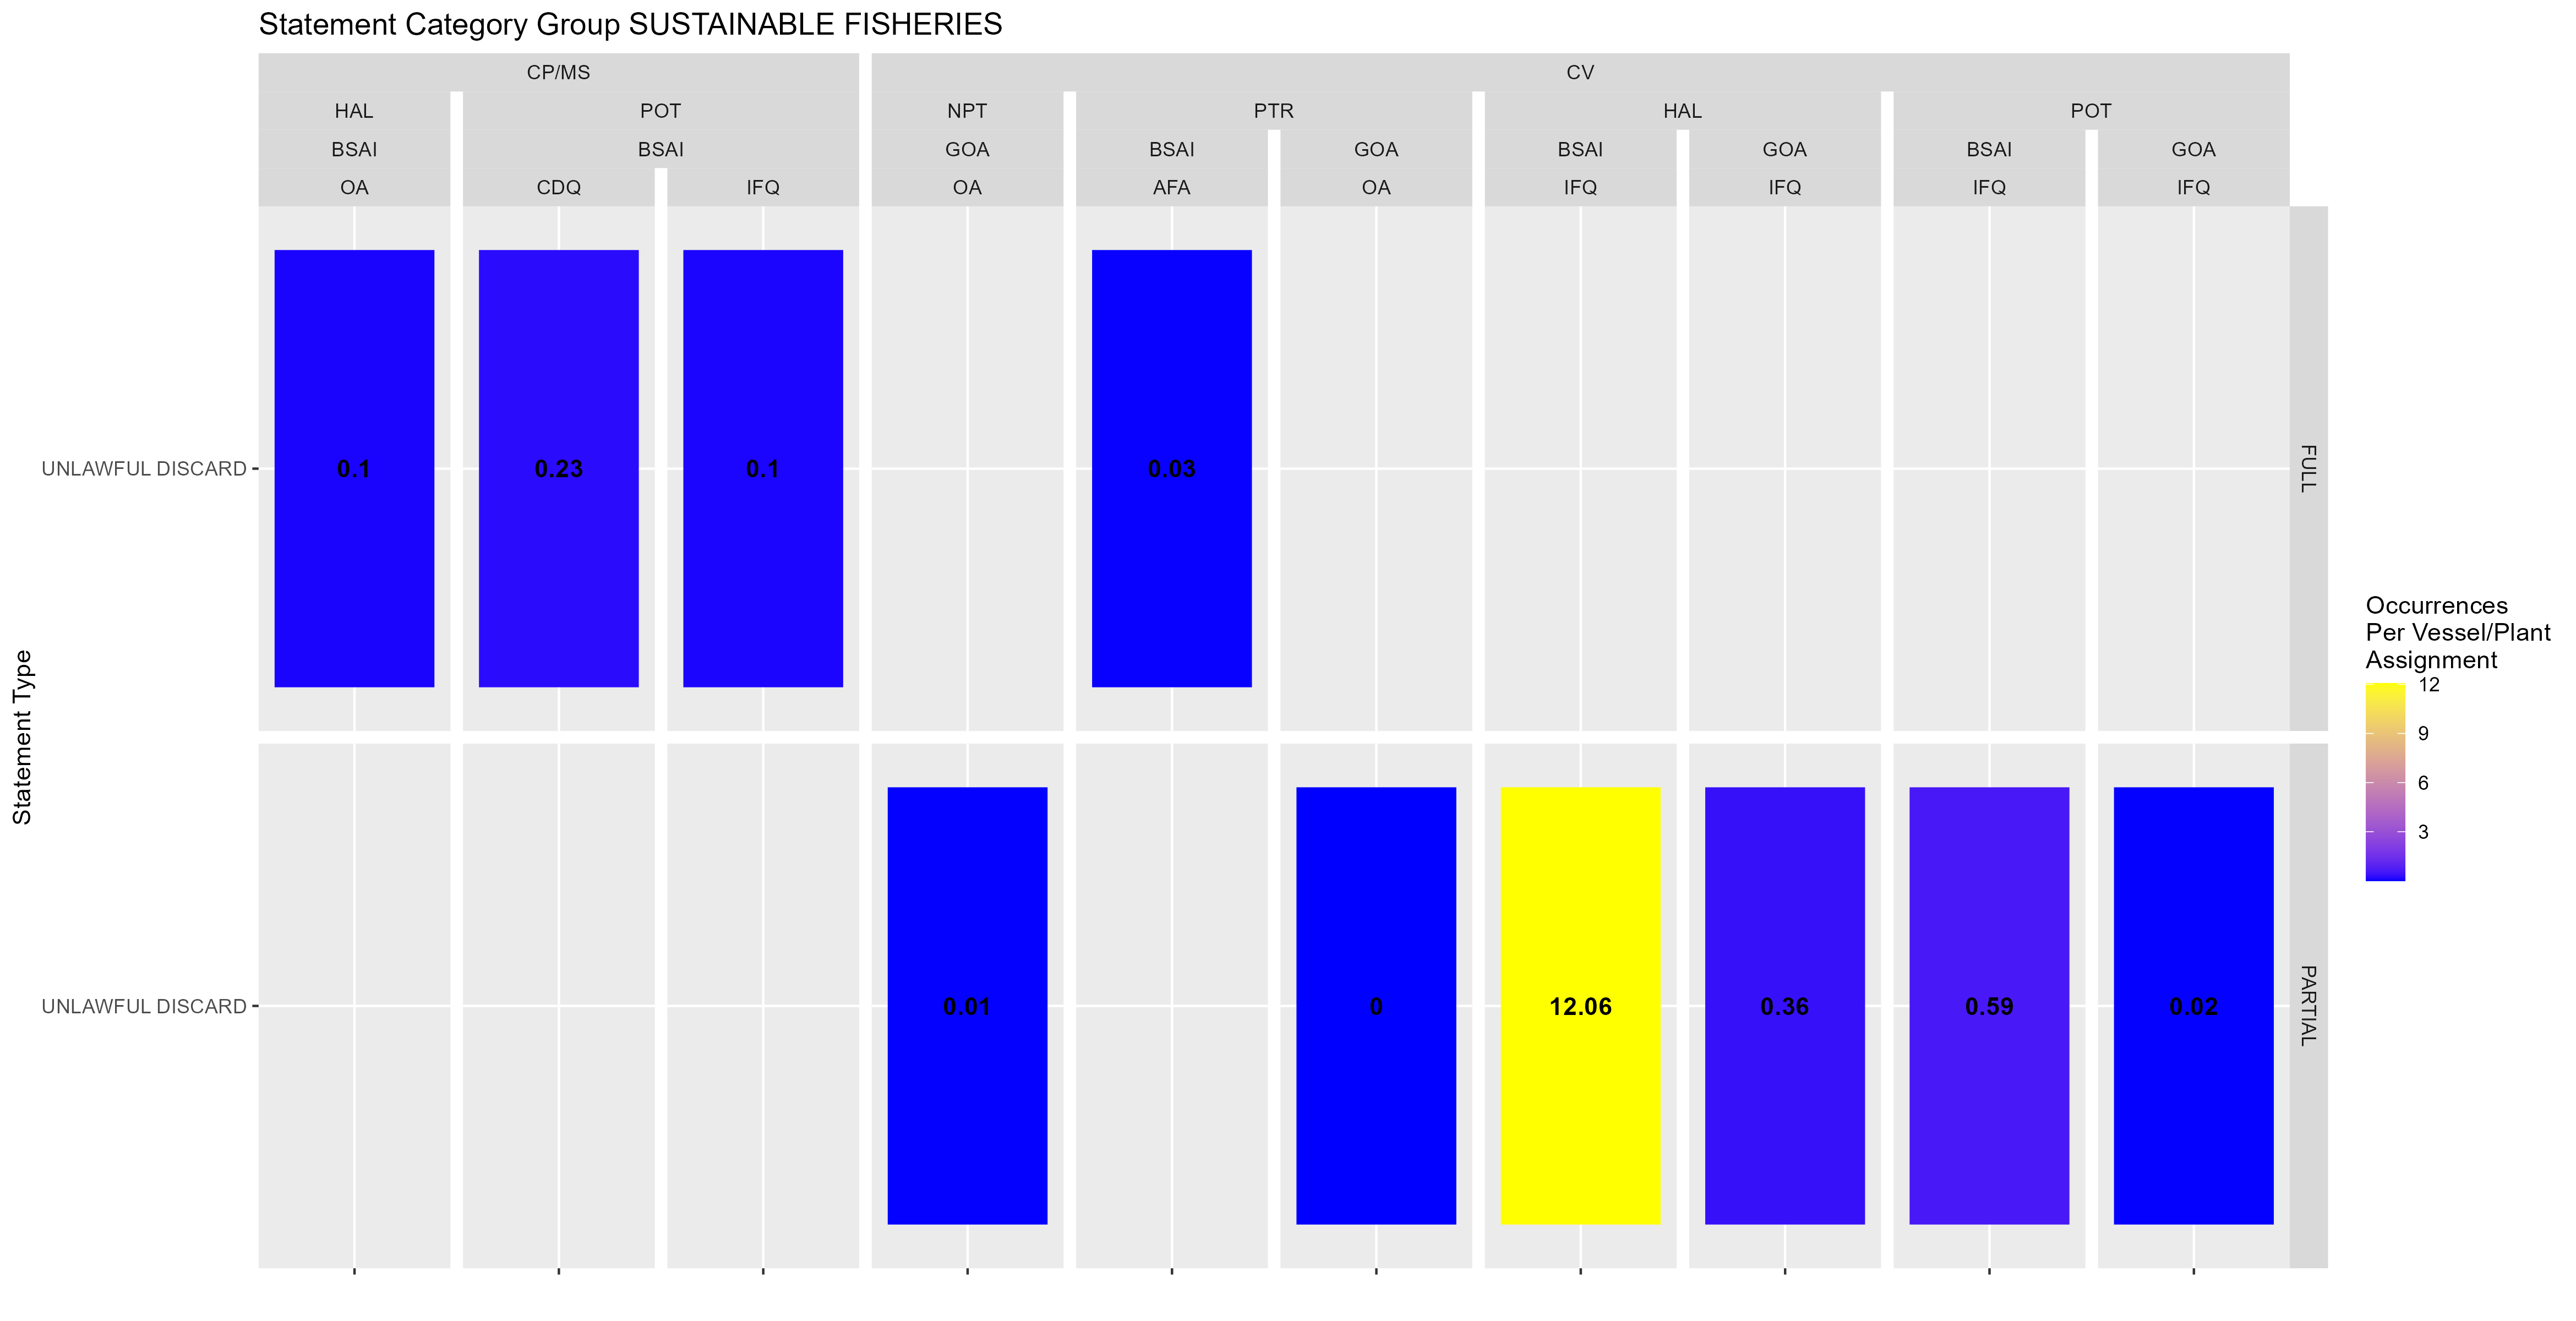 Statement Category Group SUSTAINABLE FISHERIES
CP/MS CV
HAL POT NPT PTR HAL POT
BSAI BSAI GOA BSAI GOA BSAI GOA BSAI GOA
OA CDQ IFQ OA AFA OA IFQ IFQ IFQ IFQ
UNLAWFUL DISCARD 0.1 0.23 0.1 0.03
FULL
UNLAWFUL DISCARD 0.01 0 12.06 0.36 0.59 0.02
PARTIAL
Statement Type
Occurrences
Per Vessel/Plant
Assignment
12
9
6
3